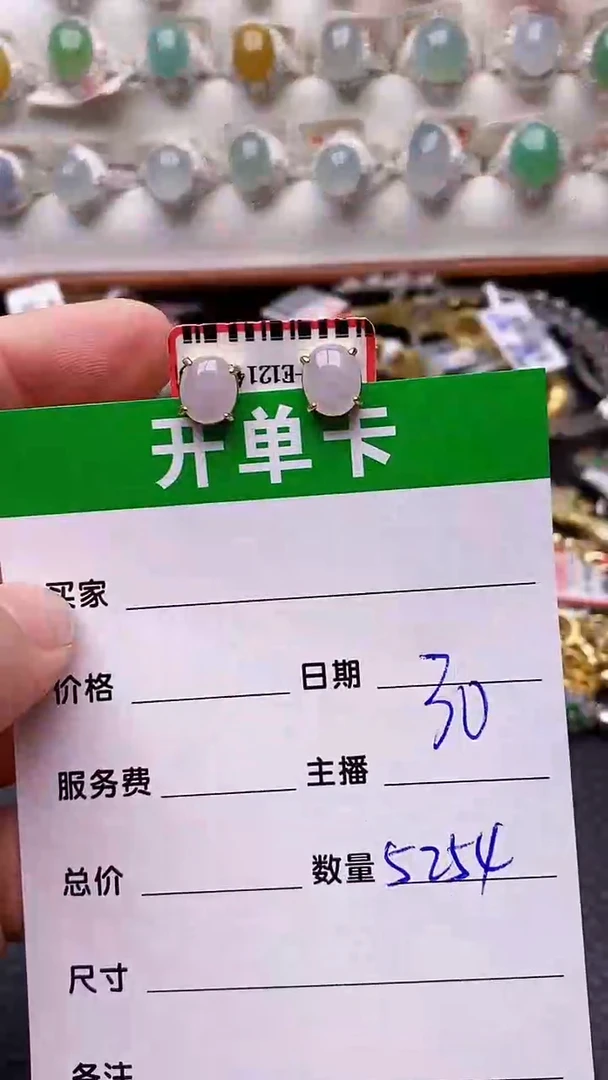 -E121
开单卡
买家
价格 日期 30
服务费 主播
总价 数量 5254
尺寸
备注